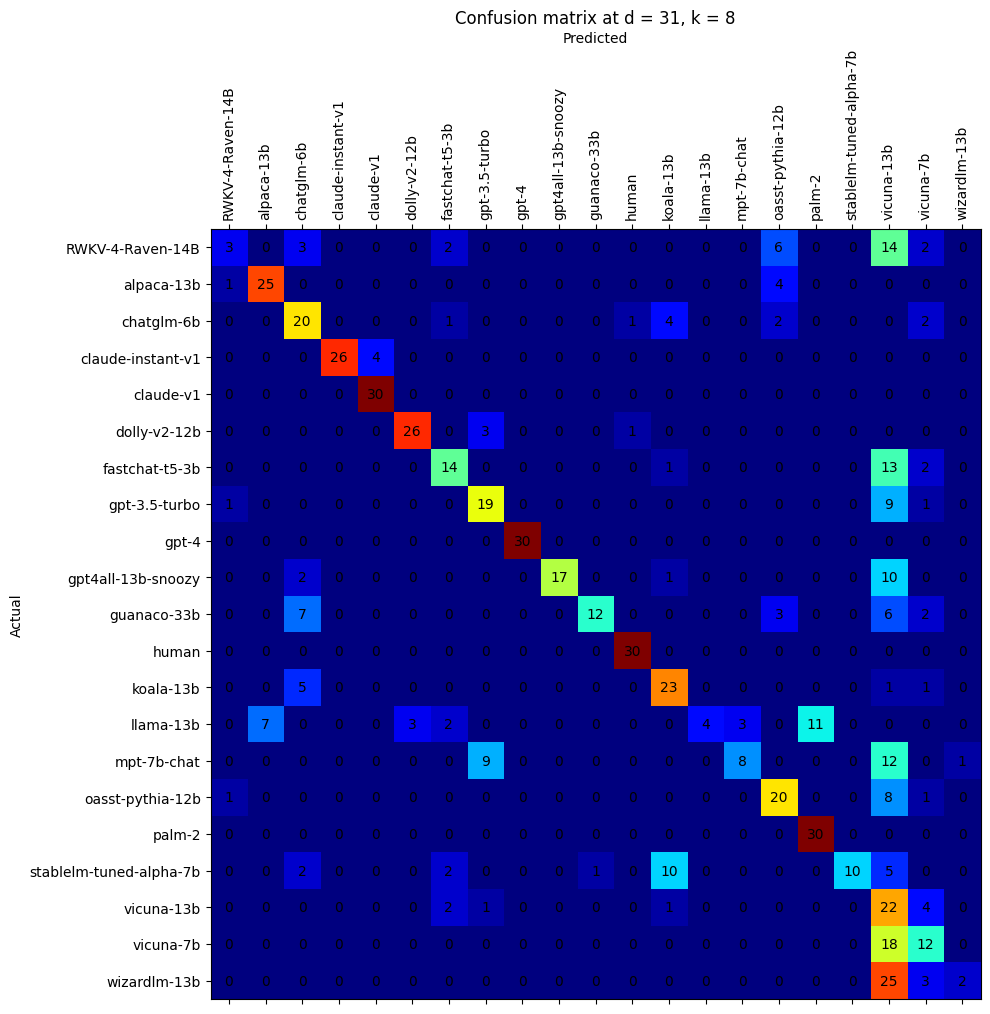 Confusion matrix at d = 31, k = 8
Predicted
RWKV-4-Raven-14B
alpaca-13b
chatglm-6b
claude-instant-v1
claude-v1
dolly-v2-12b
fastchat-t5-3b
gpt-3.5-turbo
gpt-4
gpt4all-13b-snoozy
guanaco-33b
human
koala-13b
llama-13b
mpt-7b-chat
oasst-pythia-12b
palm-2
stablelm-tuned-alpha-7b
vicuna-13b
vicuna-7b
wizardlm-13b
Actual
RWKV-4-Raven-14B 3 0 3 0 0 0 2 0 0 0 0 0 0 0 0 6 0 0 14 2 0
alpaca-13b 1 25 0 0 0 0 0 0 0 0 0 0 0 0 0 4 0 0 0 0 0
chatglm-6b 0 0 20 0 0 0 1 0 0 0 0 1 4 0 0 2 0 0 0 2 0
claude-instant-v1 0 0 0 26 4 0 0 0 0 0 0 0 0 0 0 0 0 0 0 0 0
claude-v1 0 0 0 0 30 0 0 0 0 0 0 0 0 0 0 0 0 0 0 0 0
dolly-v2-12b 0 0 0 0 0 26 0 3 0 0 0 1 0 0 0 0 0 0 0 0 0
fastchat-t5-3b 0 0 0 0 0 0 14 0 0 0 0 0 1 0 0 0 0 0 13 2 0
gpt-3.5-turbo 1 0 0 0 0 0 0 19 0 0 0 0 0 0 0 0 0 0 9 1 0
gpt-4 0 0 0 0 0 0 0 0 30 0 0 0 0 0 0 0 0 0 0 0 0
gpt4all-13b-snoozy 0 0 2 0 0 0 0 0 0 17 0 0 1 0 0 0 0 0 10 0 0
guanaco-33b 0 0 7 0 0 0 0 0 0 0 12 0 0 0 0 3 0 0 6 2 0
human 0 0 0 0 0 0 0 0 0 0 0 30 0 0 0 0 0 0 0 0 0
koala-13b 0 0 5 0 0 0 0 0 0 0 0 0 23 0 0 0 0 0 1 1 0
llama-13b 0 7 0 0 0 3 2 0 0 0 0 0 0 4 3 0 11 0 0 0 0
mpt-7b-chat 0 0 0 0 0 0 0 9 0 0 0 0 0 0 8 0 0 0 12 0 1
oasst-pythia-12b 1 0 0 0 0 0 0 0 0 0 0 0 0 0 0 20 0 0 8 1 0
palm-2 0 0 0 0 0 0 0 0 0 0 0 0 0 0 0 0 30 0 0 0 0
stablelm-tuned-alpha-7b 0 0 2 0 0 0 2 0 0 0 1 0 10 0 0 0 0 10 5 0 0
vicuna-13b 0 0 0 0 0 0 2 1 0 0 0 0 1 0 0 0 0 0 22 4 0
vicuna-7b 0 0 0 0 0 0 0 0 0 0 0 0 0 0 0 0 0 0 18 12 0
wizardlm-13b 0 0 0 0 0 0 0 0 0 0 0 0 0 0 0 0 0 0 25 3 2